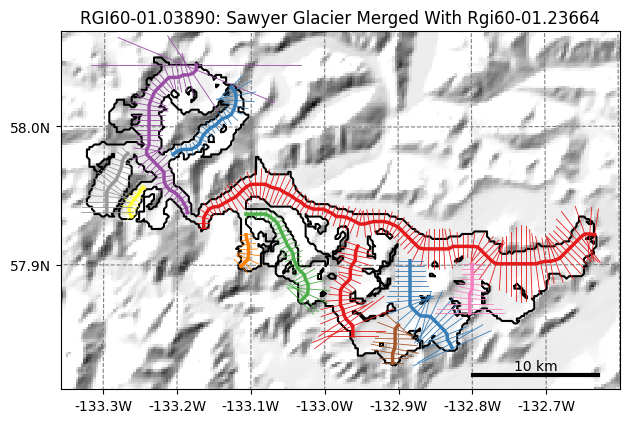 RGI60-01.03890: Sawyer Glacier Merged With Rgi60-01.23664
58.0N
57.9N
10 km
-133.3W -133.2W -133.1W -133.0W -132.9W -132.8W -132.7W